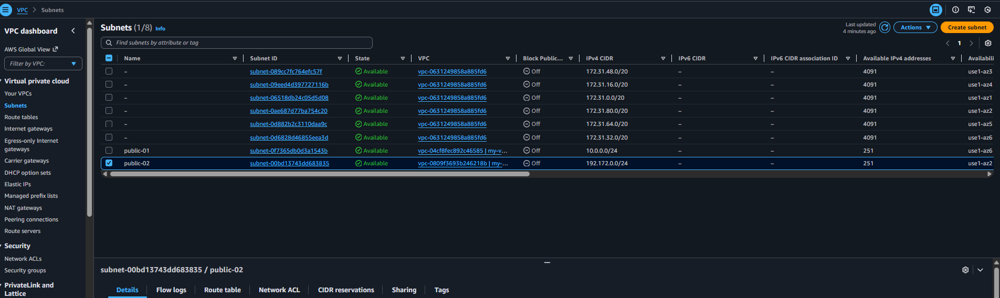 VPC > Subnets
VPC dashboard
AWS Global View
Filter by VPC:
Virtual private cloud
Your VPCs
Subnets
Route tables
Internet gateways
Egress-only Internet
gateways
Carrier gateways
DHCP option sets
Elastic IPs
Managed prefix lists
NAT gateways
Peering connections
Route servers
Security
Network ACLs
Security groups
PrivateLink and
Lattice
Subnets (1/8) Info
Last updated
4 minutes ago
Actions
Create subnet
Find subnets by attribute or tag
1
Name Subnet ID State VPC Block Public... IPv4 CIDR IPv6 CIDR IPv6 CIDR association ID Available IPv4 addresses Availabili
– subnet-089cc7fc764efc57f Available vpc-0631249858a885fd6 Off 172.31.48.0/20 – – 4091 use1-az3
– subnet-09eed4d397727116b Available vpc-0631249858a885fd6 Off 172.31.16.0/20 – – 4091 use1-az4
– subnet-06518db24c05d5d08 Available vpc-0631249858a885fd6 Off 172.31.0.0/20 – – 4091 use1-az1
– subnet-0ae687d77ba754c20 Available vpc-0631249858a885fd6 Off 172.31.80.0/20 – – 4091 use1-az2
– subnet-0d882b2c3110daa9c Available vpc-0631249858a885fd6 Off 172.31.64.0/20 – – 4091 use1-az5
– subnet-0d6828d46855eea3d Available vpc-0631249858a885fd6 Off 172.31.32.0/20 – – 4091 use1-az6
public-01 subnet-0f7365db0d3a1543b Available vpc-04cf8fec892c46585 | my-v... Off 10.0.0.0/24 – – 251 use1-az6
public-02 subnet-00bd13743dd683835 Available vpc-0809f3693b246218b | my-... Off 192.172.0.0/24 – – 251 use1-az2
subnet-00bd13743dd683835 / public-02
Details Flow logs Route table Network ACL CIDR reservations Sharing Tags